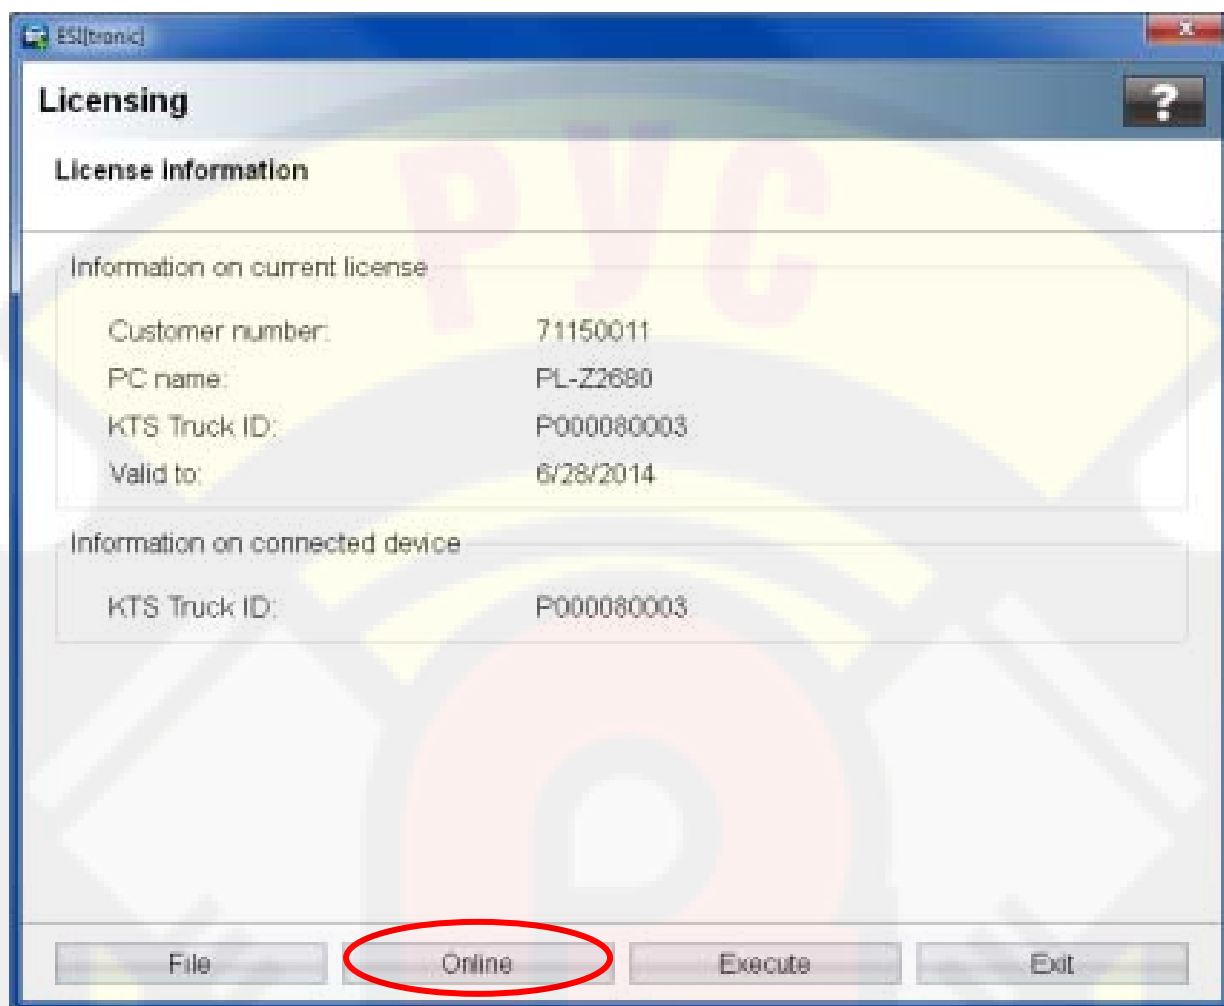 ESI[tronic]
x
Licensing
?
License information
РУС
Information on current license
Customer number: 71150011
PC name: PL-Z2680
KTS Truck ID: P000080003
Valid to: 6/28/2014
Information on connected device
KTS Truck ID: P000080003
File Online Execute Exit